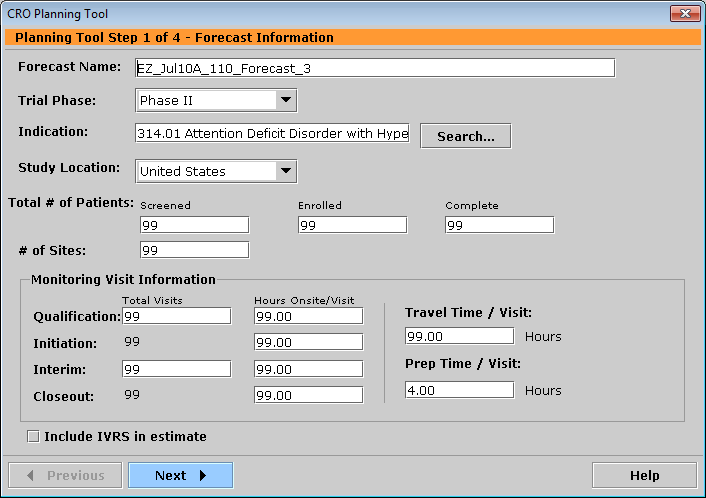 CRO Planning Tool
Planning Tool Step 1 of 4 - Forecast Information
Forecast Name: EZ_Jul10A_110_Forecast_3
Trial Phase: Phase II
Indication: 314.01 Attention Deficit Disorder with Hype Search...
Study Location: United States
Total # of Patients: Screened Enrolled Complete
99 99 99
# of Sites: 99
Monitoring Visit Information
Total Visits Hours Onsite/Visit
Qualification: 99 99.00
Initiation: 99 99.00
Interim: 99 99.00
Closeout: 99 99.00
Travel Time / Visit:
99.00 Hours
Prep Time / Visit:
4.00 Hours
Include IVRS in estimate
Previous Next Help